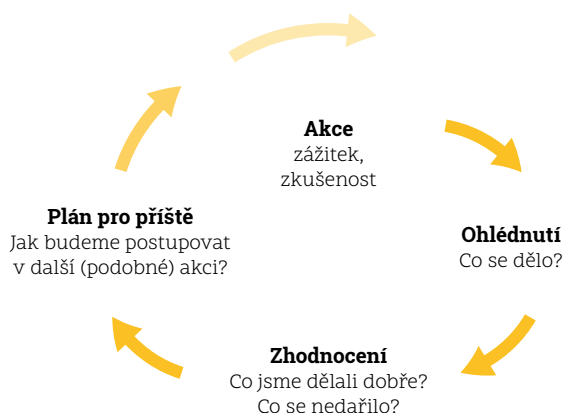 Akce
zážitek,
zkušenost
Ohlédnutí
Co se dělo?
Zhodnocení
Co jsme dělali dobře?
Co se nedařilo?
Plán pro příště
Jak budeme postupovat
v další (podobné) akci?